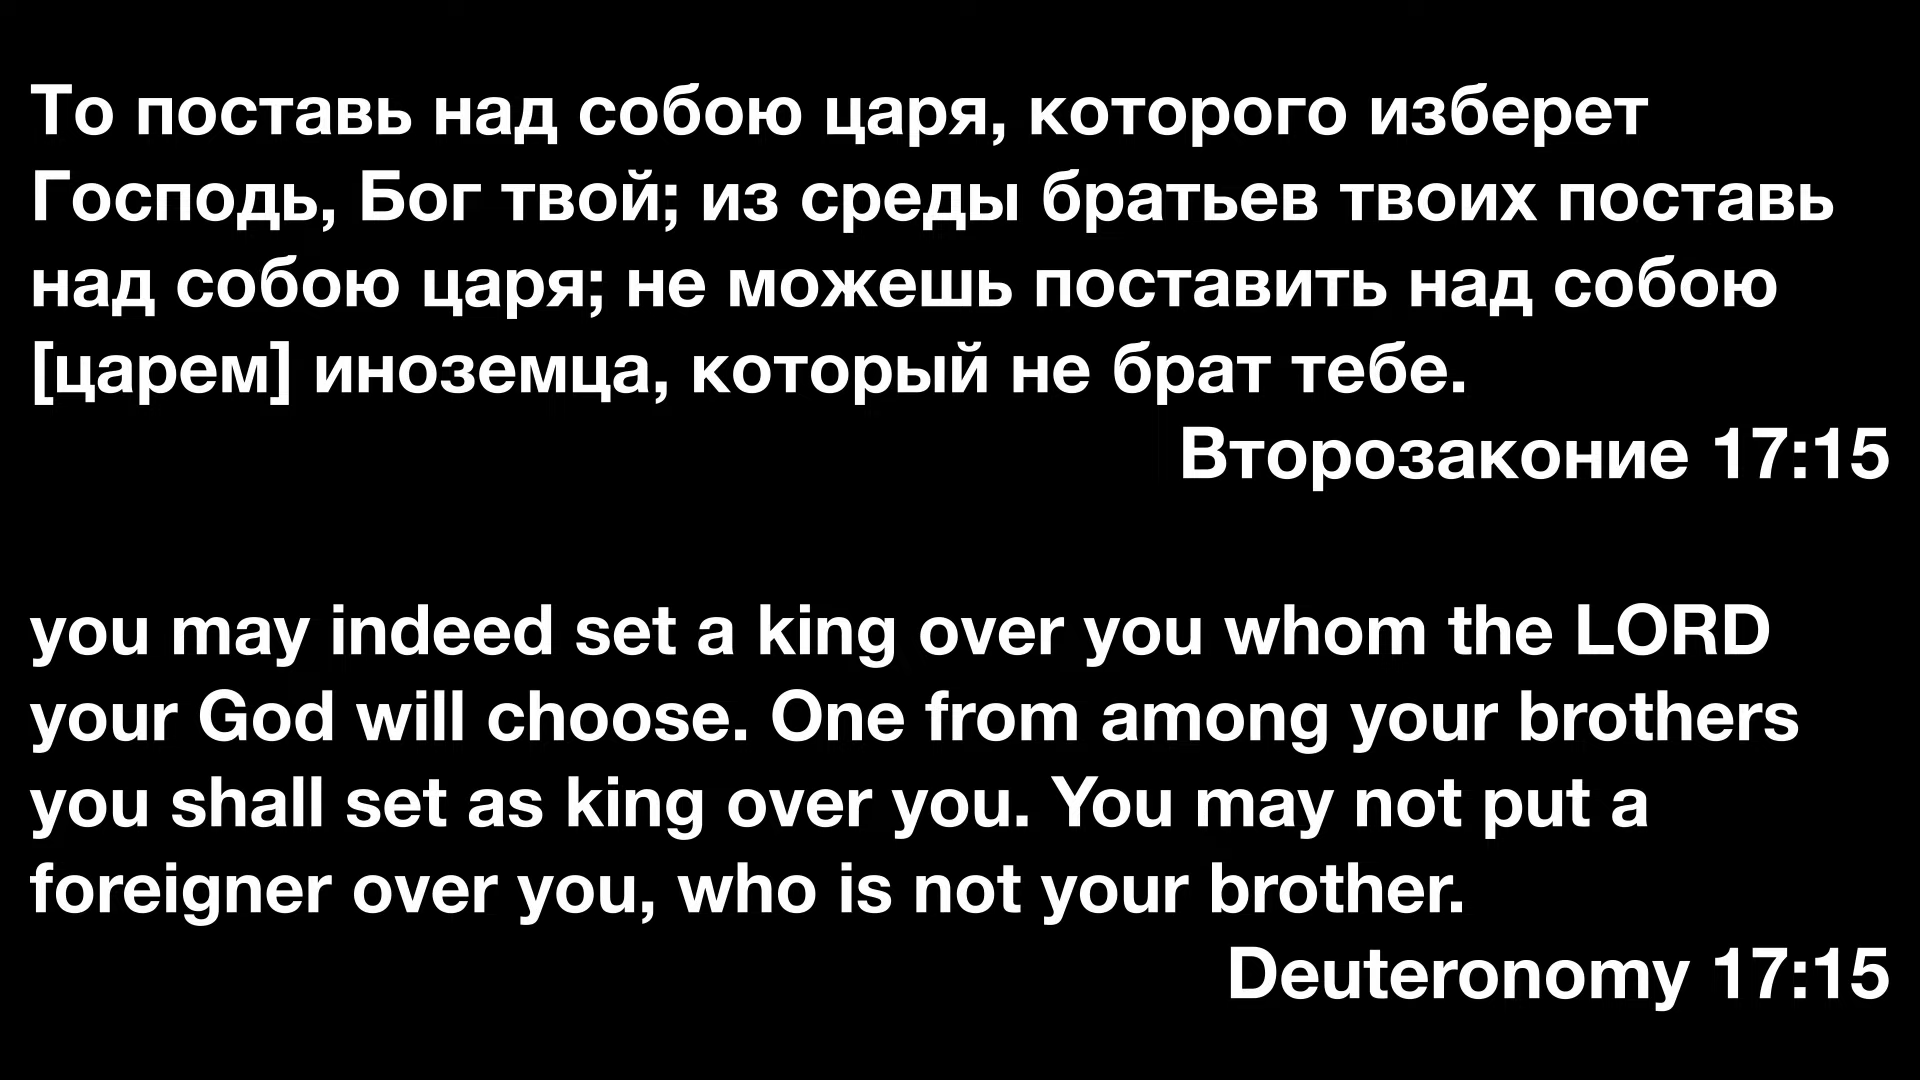 То поставь над собою царя, которого изберет
Господь, Бог твой; из среды братьев твоих поставь
над собою царя; не можешь поставить над собою
[царем] иноземца, который не брат тебе.
Второзаконие 17:15
you may indeed set a king over you whom the LORD
your God will choose. One from among your brothers
you shall set as king over you. You may not put a
foreigner over you, who is not your brother.
Deuteronomy 17:15